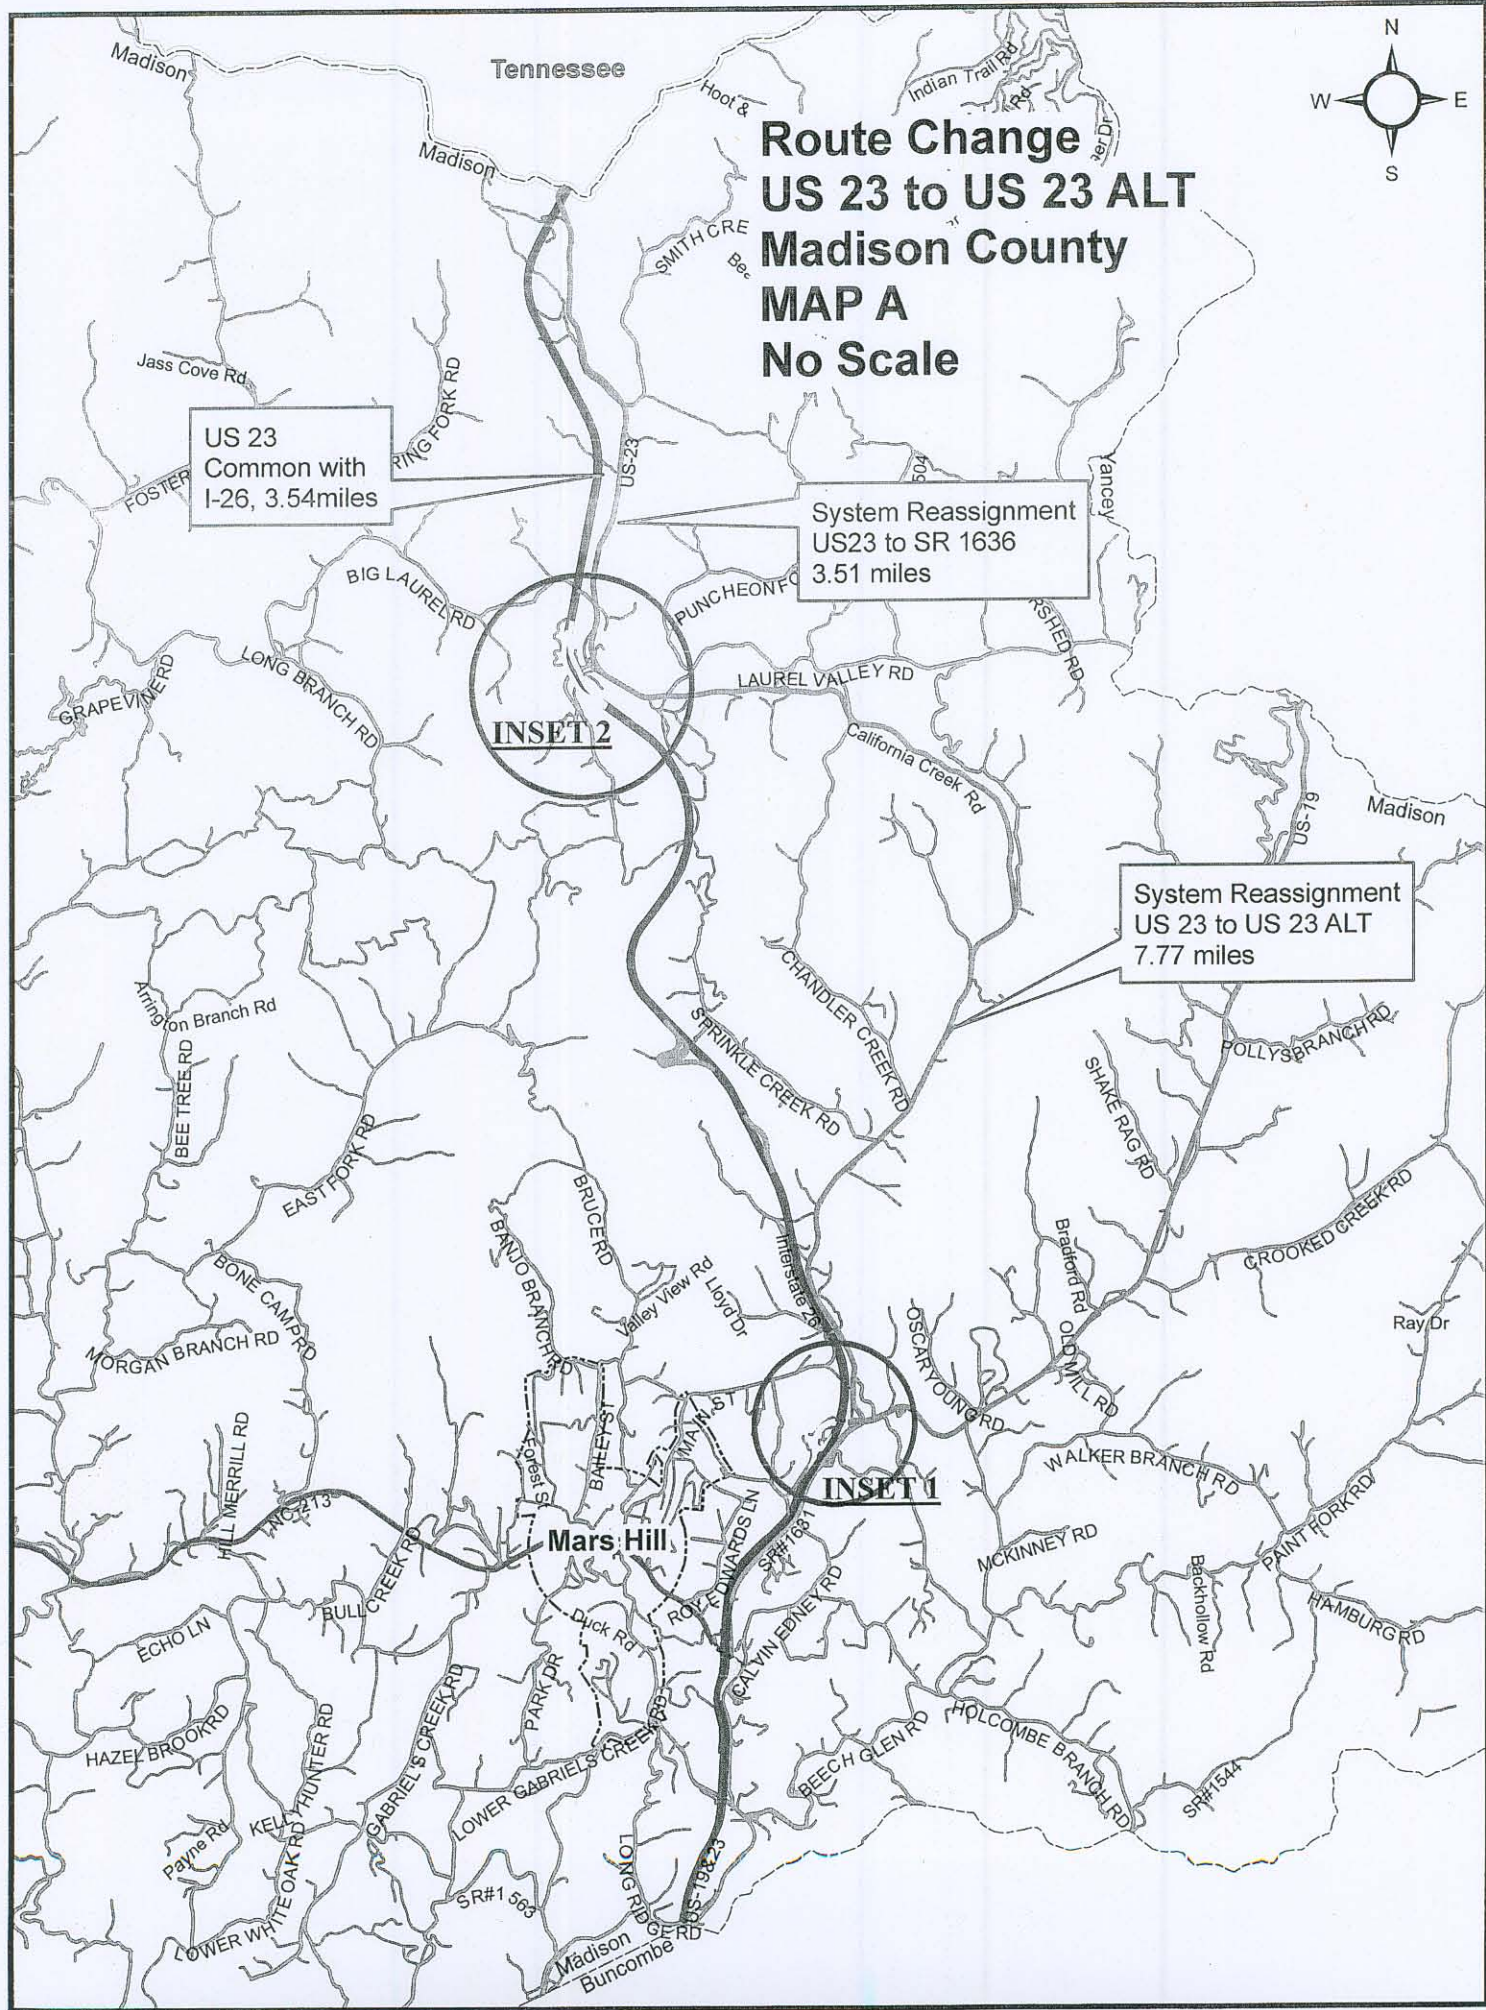 N
W E
S
Madison
Tennessee
Hoot &
Indian Trail Rd
Rd
Madison
Route Change
US 23 to US 23 ALT
Madison County
MAP A
No Scale
SMITH CRE
Jass Cove Rd
US 23
Common with
I-26, 3.54miles
FOSTER
RING FORK RD
US-23
504
Yancey
System Reassignment
US23 to SR 1636
3.51 miles
BIG LAUREL RD
PUNCHEON FO
RSHED RD
LONG BRANCH RD
GRAPEVINE RD
LAUREL VALLEY RD
INSET 2
California Creek Rd
US-19
Madison
System Reassignment
US 23 to US 23 ALT
7.77 miles
CHANDLER CREEK RD
Arrington Branch Rd
SPRINKLE CREEK RD
POLLYS BRANCH RD
SHAKE RAG RD
BEE TREE RD
EAST FORK RD
BRUCE RD
BANJO BRANCH RD
Interstate 26
Bradford Rd
CROOKED CREEK RD
BONE CAMP RD
Valley View Rd
Lloyd Dr
OSCAR YOUNG RD
OLD MILL RD
Ray Dr
MORGAN BRANCH RD
MAIN ST
BAILEY ST
Forest S
HILL MERRILL RD
WALKER BRANCH RD
INSET 1
NC-213
Mars Hill
ROY EDWARDS LN
SR#1631
MCKINNEY RD
PAINT FORK RD
Backhollow Rd
BULL CREEK RD
CALVIN EDNEY RD
HAMBURG RD
ECHO LN
Duck Rd
PARK DR
HAZEL BROOK RD
KELLY HUNTER RD
GABRIEL'S CREEK RD
LOWER GABRIELS CREEK RD
BEECH GLEN RD
HOLCOMBE BRANCH RD
SR#1544
Payne Rd
LOWER WHITE OAK RD
SR#1563
LONG RIDGE RD
US-19&23
Madison
Buncombe